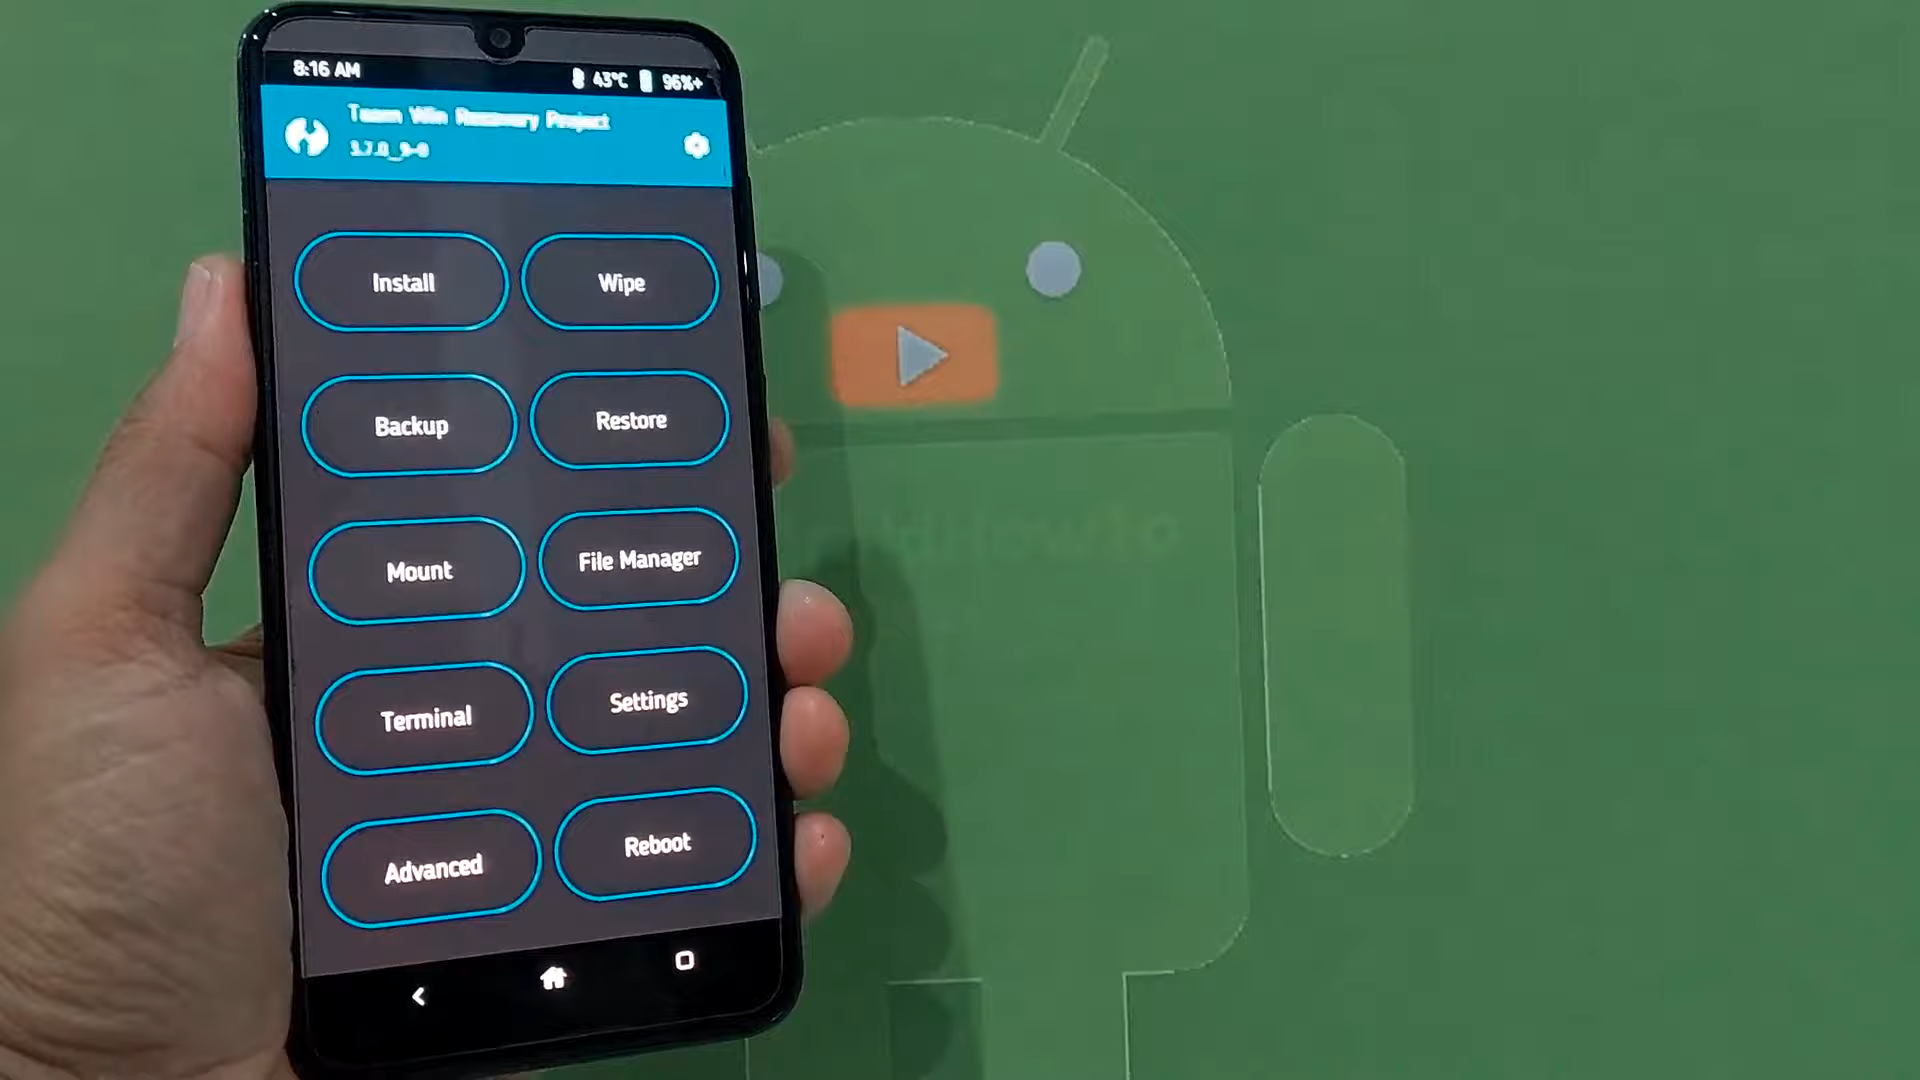 8:16 AM 43°C 96%+
Team Win Recovery Project
3.7.0_9-0
Install Wipe
Backup Restore
Mount File Manager
Terminal Settings
Advanced Reboot